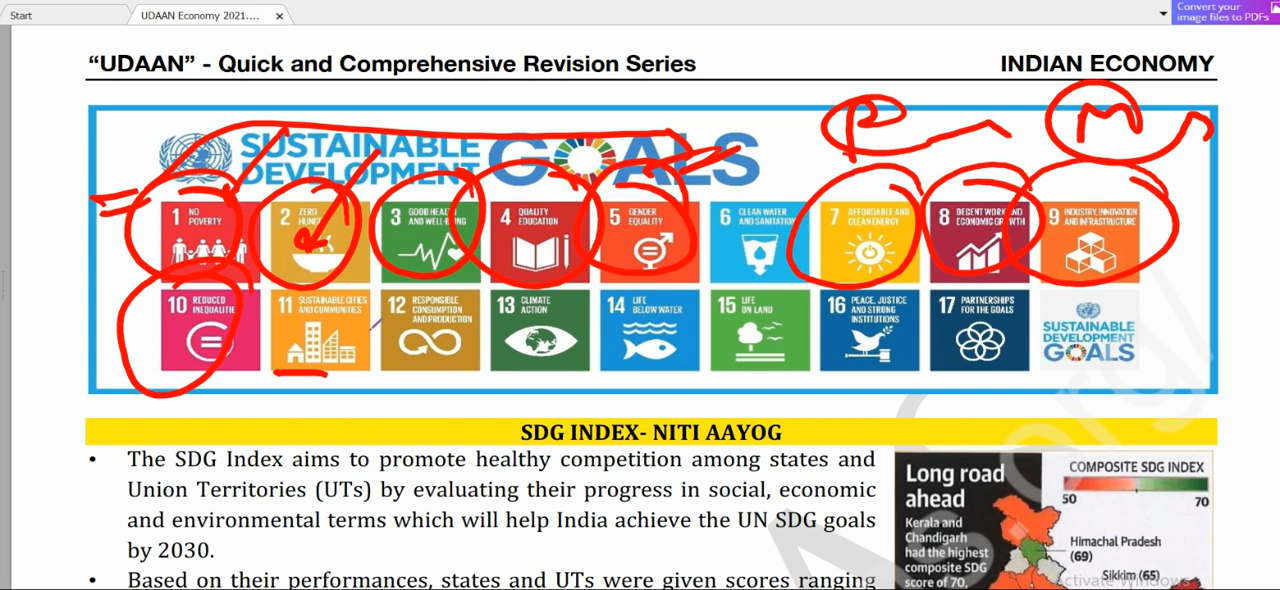 Start
UDAAN Economy 2021....
Convert your
image files to PDFs
“UDAAN” - Quick and Comprehensive Revision Series
INDIAN ECONOMY
SUSTAINABLE
DEVELOPMENT
GOALS
1 NO
POVERTY
2 ZERO
3 GOOD HEALTH
AND WELL-BEING
4 QUALITY
EDUCATION
5 GENDER
EQUALITY
6 CLEAN WATER
AND SANITATION
7 AFFORDABLE AND
CLEAN ENERGY
8 DECENT WORK AND
ECONOMIC GROWTH
9 INDUSTRY, INNOVATION
AND INFRASTRUCTURE
10 REDUCED
INEQUALITIES
11 SUSTAINABLE CITIES
AND COMMUNITIES
12 RESPONSIBLE
CONSUMPTION
AND PRODUCTION
13 CLIMATE
ACTION
14 LIFE
BELOW WATER
15 LIFE
ON LAND
16 PEACE, JUSTICE
AND STRONG
INSTITUTIONS
17 PARTNERSHIPS
FOR THE GOALS
SUSTAINABLE
DEVELOPMENT
GOALS
SDG INDEX- NITI AAYOG
• The SDG Index aims to promote healthy competition among states and
Union Territories (UTs) by evaluating their progress in social, economic
and environmental terms which will help India achieve the UN SDG goals
by 2030.
• Based on their performances, states and UTs were given scores ranging
Long road
ahead
Kerala and
Chandigarh
had the highest
composite SDG
score of 70,
COMPOSITE SDG INDEX
50 70
Himachal Pradesh
(69)
Sikkim (65)
Activate Windows